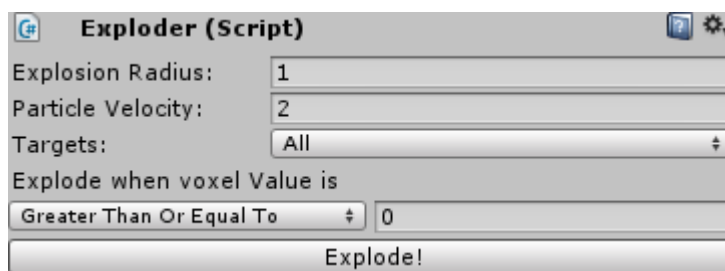 Exploder (Script)
Explosion Radius: 1
Particle Velocity: 2
Targets: All
Explode when voxel Value is
Greater Than Or Equal To 0
Explode!